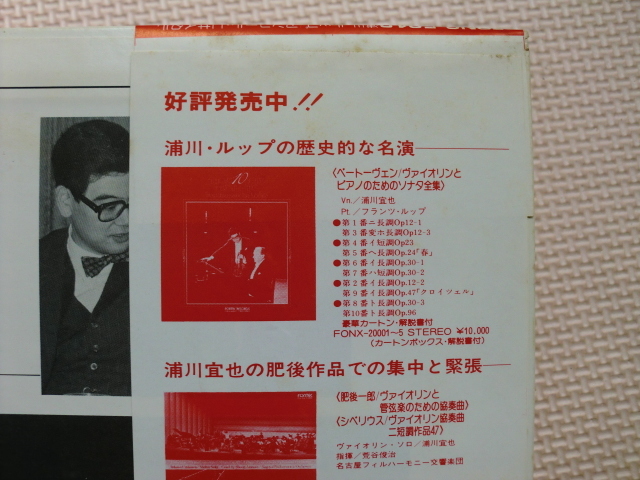 好評発売中!!
浦川・ルップの歴史的な名演
〈ベートーヴェン/ヴァイオリンと
ピアノのためのソナタ全集〉
Vn.／浦川宜也
Pf.／フランツ・ルップ
●第1番ニ長調Op12-1
第3番変ホ長調Op12-3
●第4番イ短調Op23
第5番ヘ長調Op.24「春」
●第6番イ長調Op.30-1
第7番ハ短調Op.30-2
●第2番イ長調Op.12-2
第9番イ長調Op.47「クロイツェル」
●第8番ト長調Op.30-3
第10番ト長調Op.96
豪華カートン・解説書付
FONX-20001～5 STEREO ¥10,000
(カートンボックス・解説書付)
浦川宜也の肥後作品での集中と緊張
〈肥後一郎/ヴァイオリンと
管弦楽のための協奏曲〉
〈シベリウス/ヴァイオリン協奏曲
ニ短調作品47〉
ヴァイオリン・ソロ／浦川宜也
指揮／荒谷俊治
名古屋フィルハーモニー交響楽団